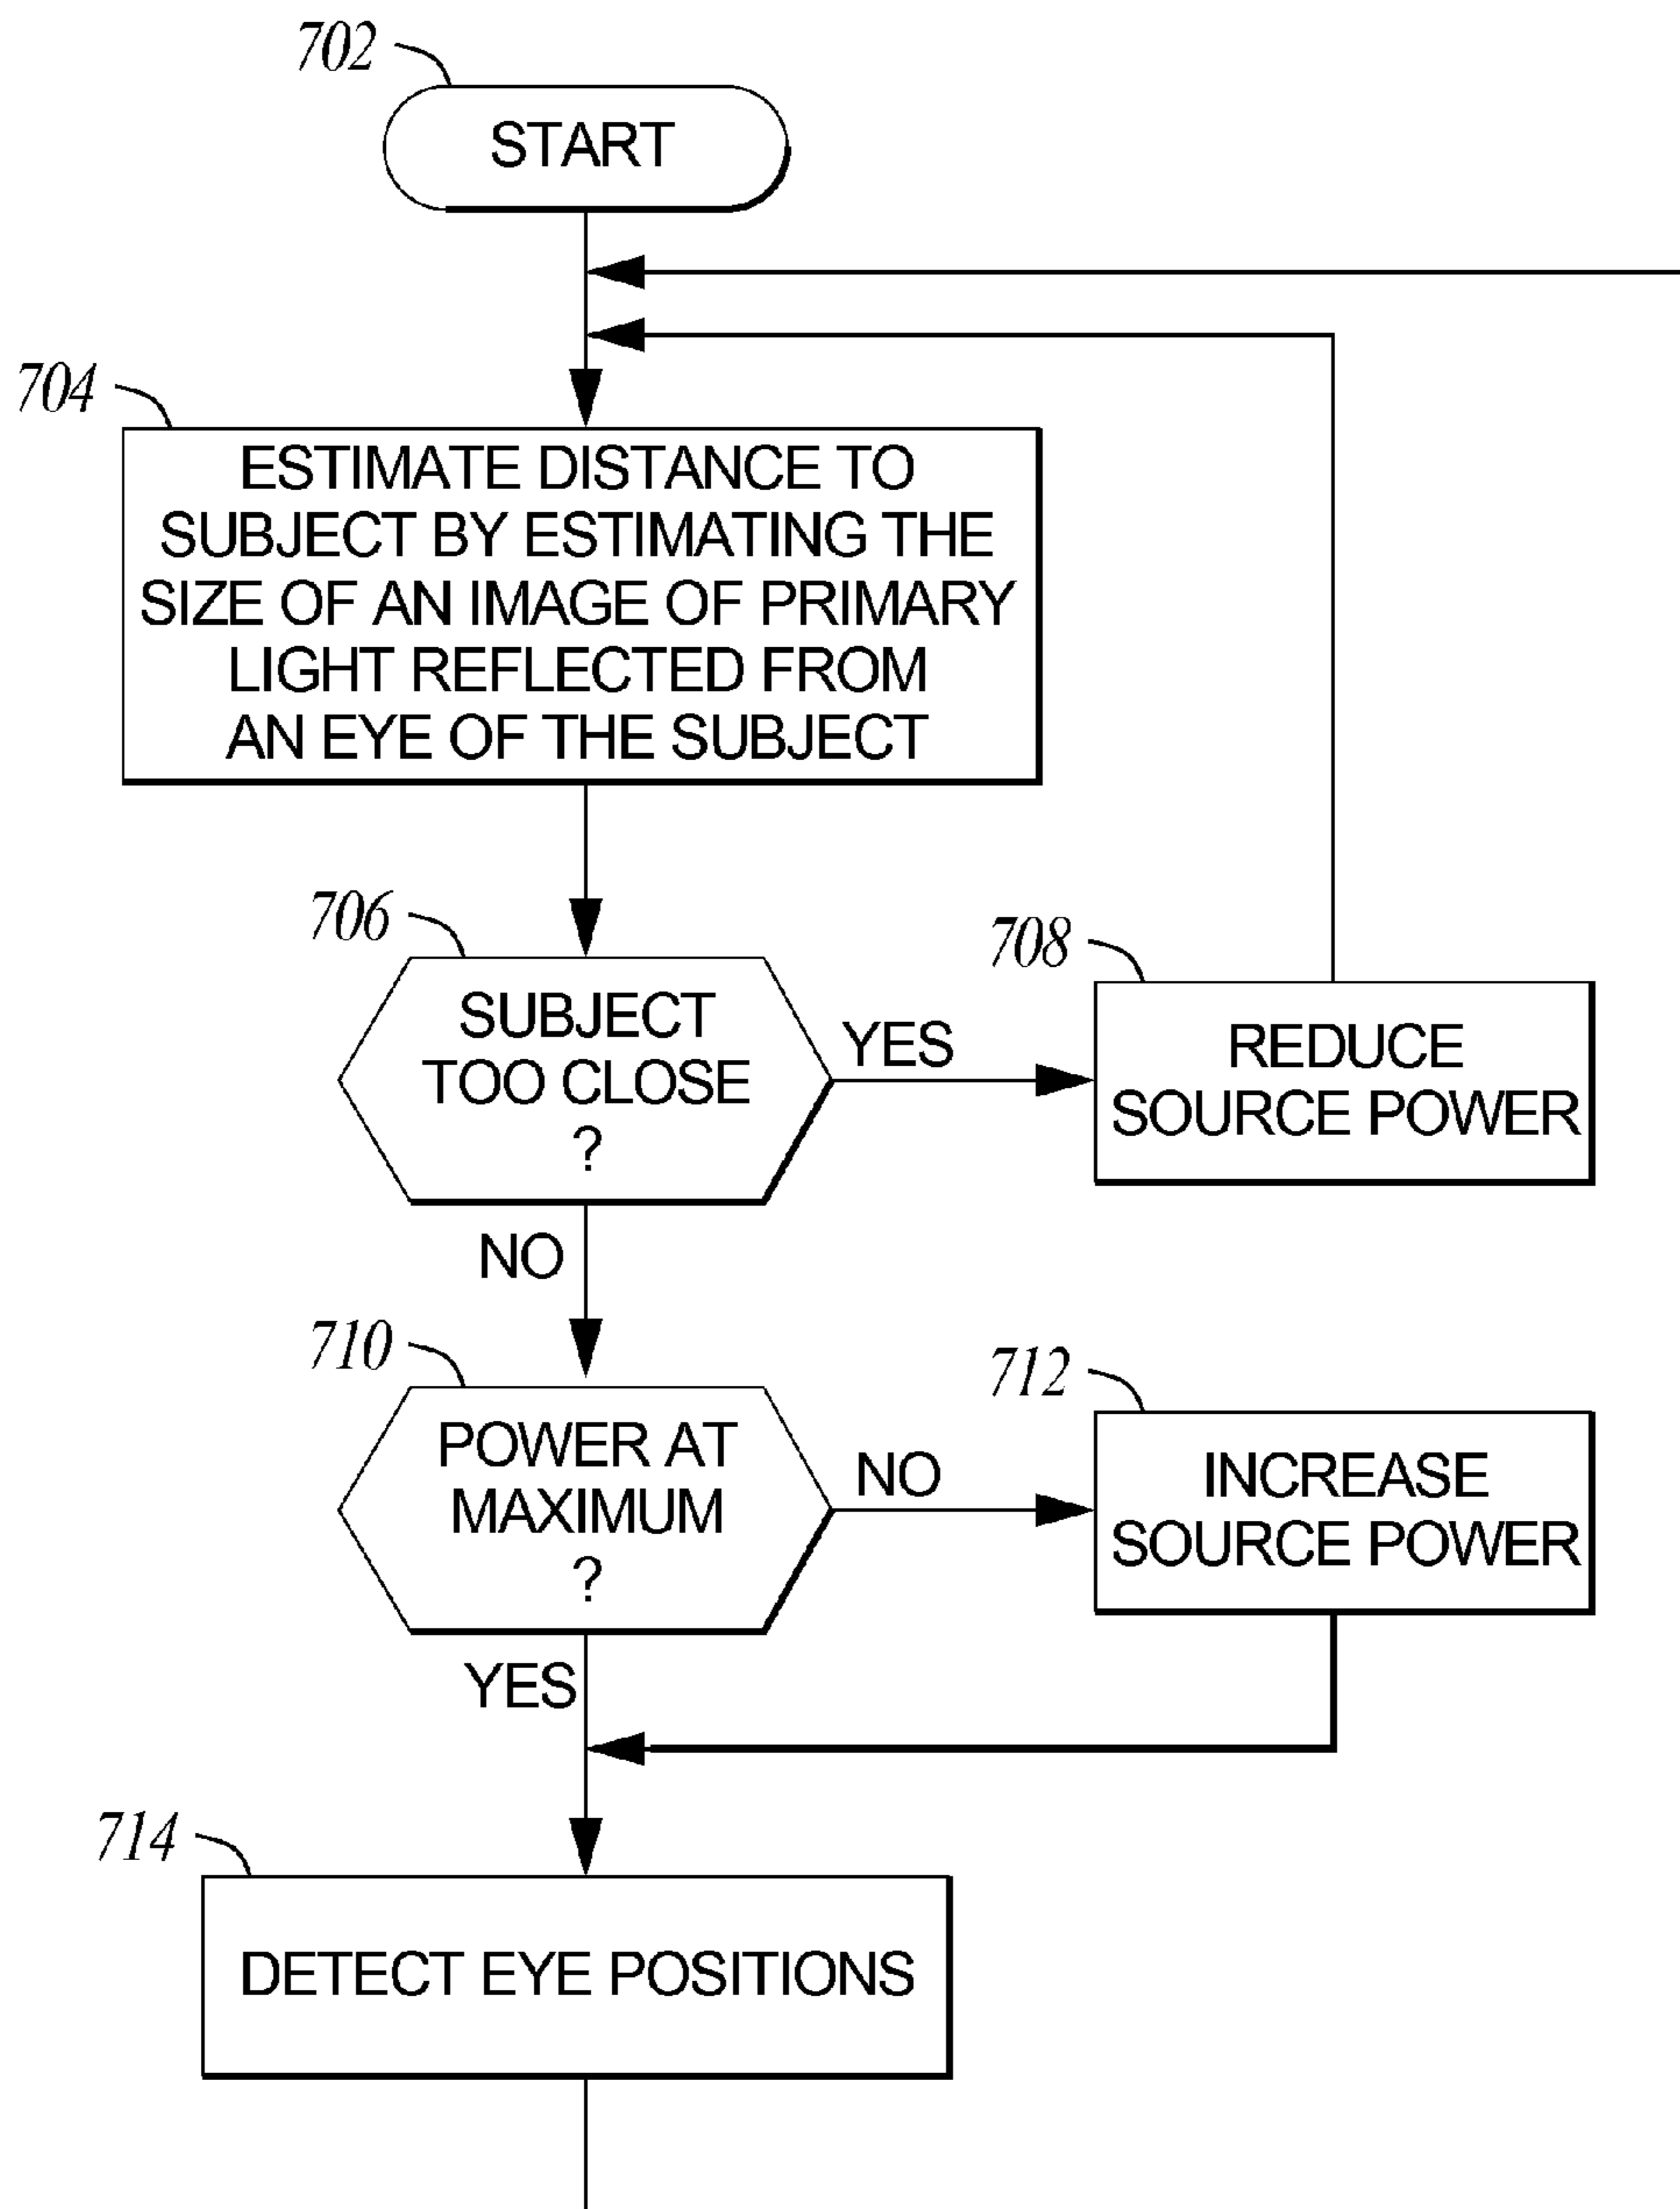 702
START
704
ESTIMATE DISTANCE TO
SUBJECT BY ESTIMATING THE
SIZE OF AN IMAGE OF PRIMARY
LIGHT REFLECTED FROM
AN EYE OF THE SUBJECT
706
SUBJECT
TOO CLOSE
?
YES
708
REDUCE
SOURCE POWER
NO
710
POWER AT
MAXIMUM
?
NO
712
INCREASE
SOURCE POWER
YES
714
DETECT EYE POSITIONS